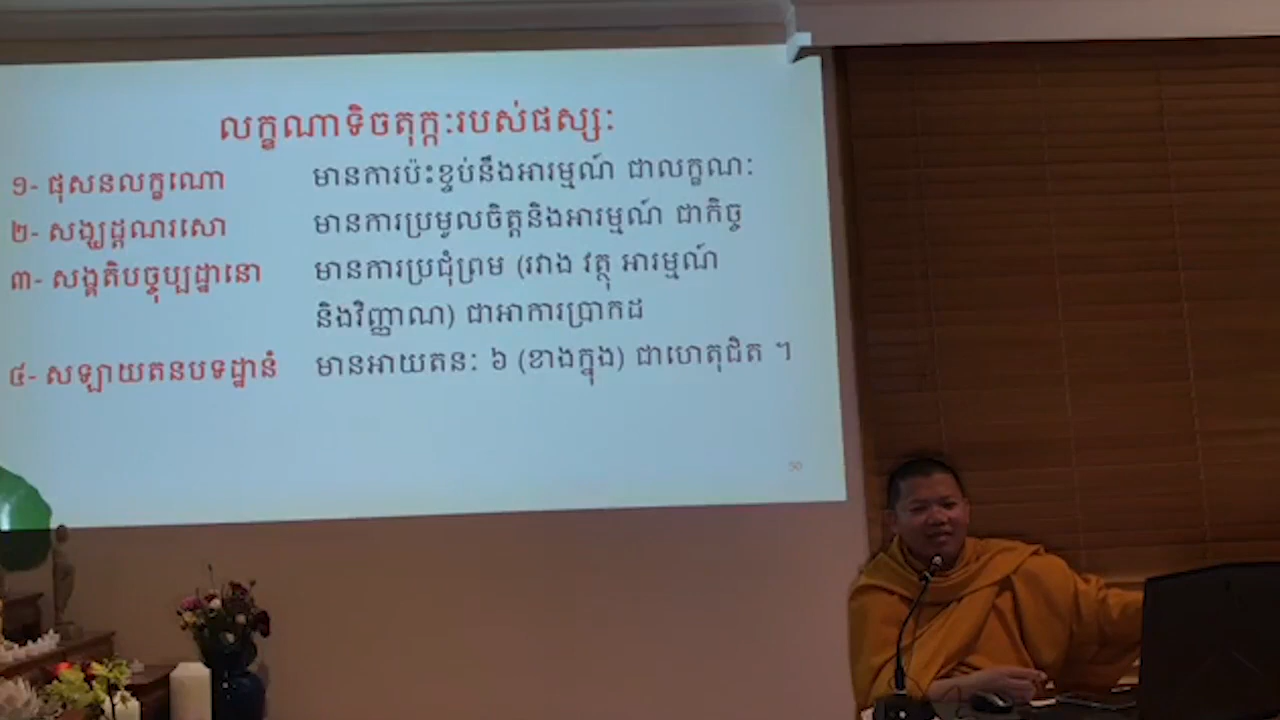 លក្ខណាទិចតុក្កៈរបស់ផស្សៈ
១- ផុសនលក្ខណោ មានការប៉ះខ្ទប់នឹងអារម្មណ៍ ជាលក្ខណៈ
២- សង្ឃដ្តណរសោ មានការប្រមូលចិត្តនិងអារម្មណ៍ ជាកិច្ច
៣- សង្គតិបច្ចុប្បដ្ឋានោ មានការប្រជុំព្រម (រវាង វត្ថុ អារម្មណ៍
និងវិញ្ញាណ) ជាអាការប្រាកដ
៤- សឡាយតនបទដ្ឋានំ មានអាយតនៈ ៦ (ខាងក្នុង) ជាហេតុជិត ។
50